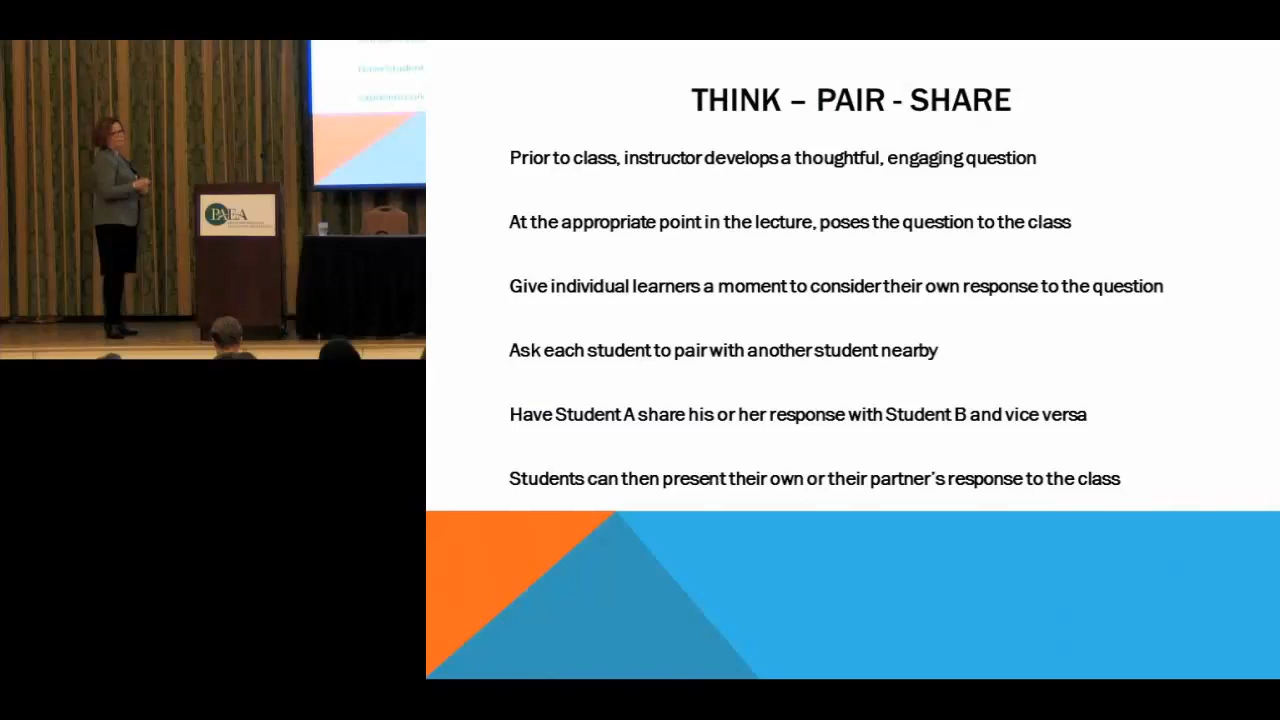 THINK – PAIR - SHARE
Prior to class, instructor develops a thoughtful, engaging question
At the appropriate point in the lecture, poses the question to the class
Give individual learners a moment to consider their own response to the question
Ask each student to pair with another student nearby
Have Student A share his or her response with Student B and vice versa
Students can then present their own or their partner's response to the class
PAEA